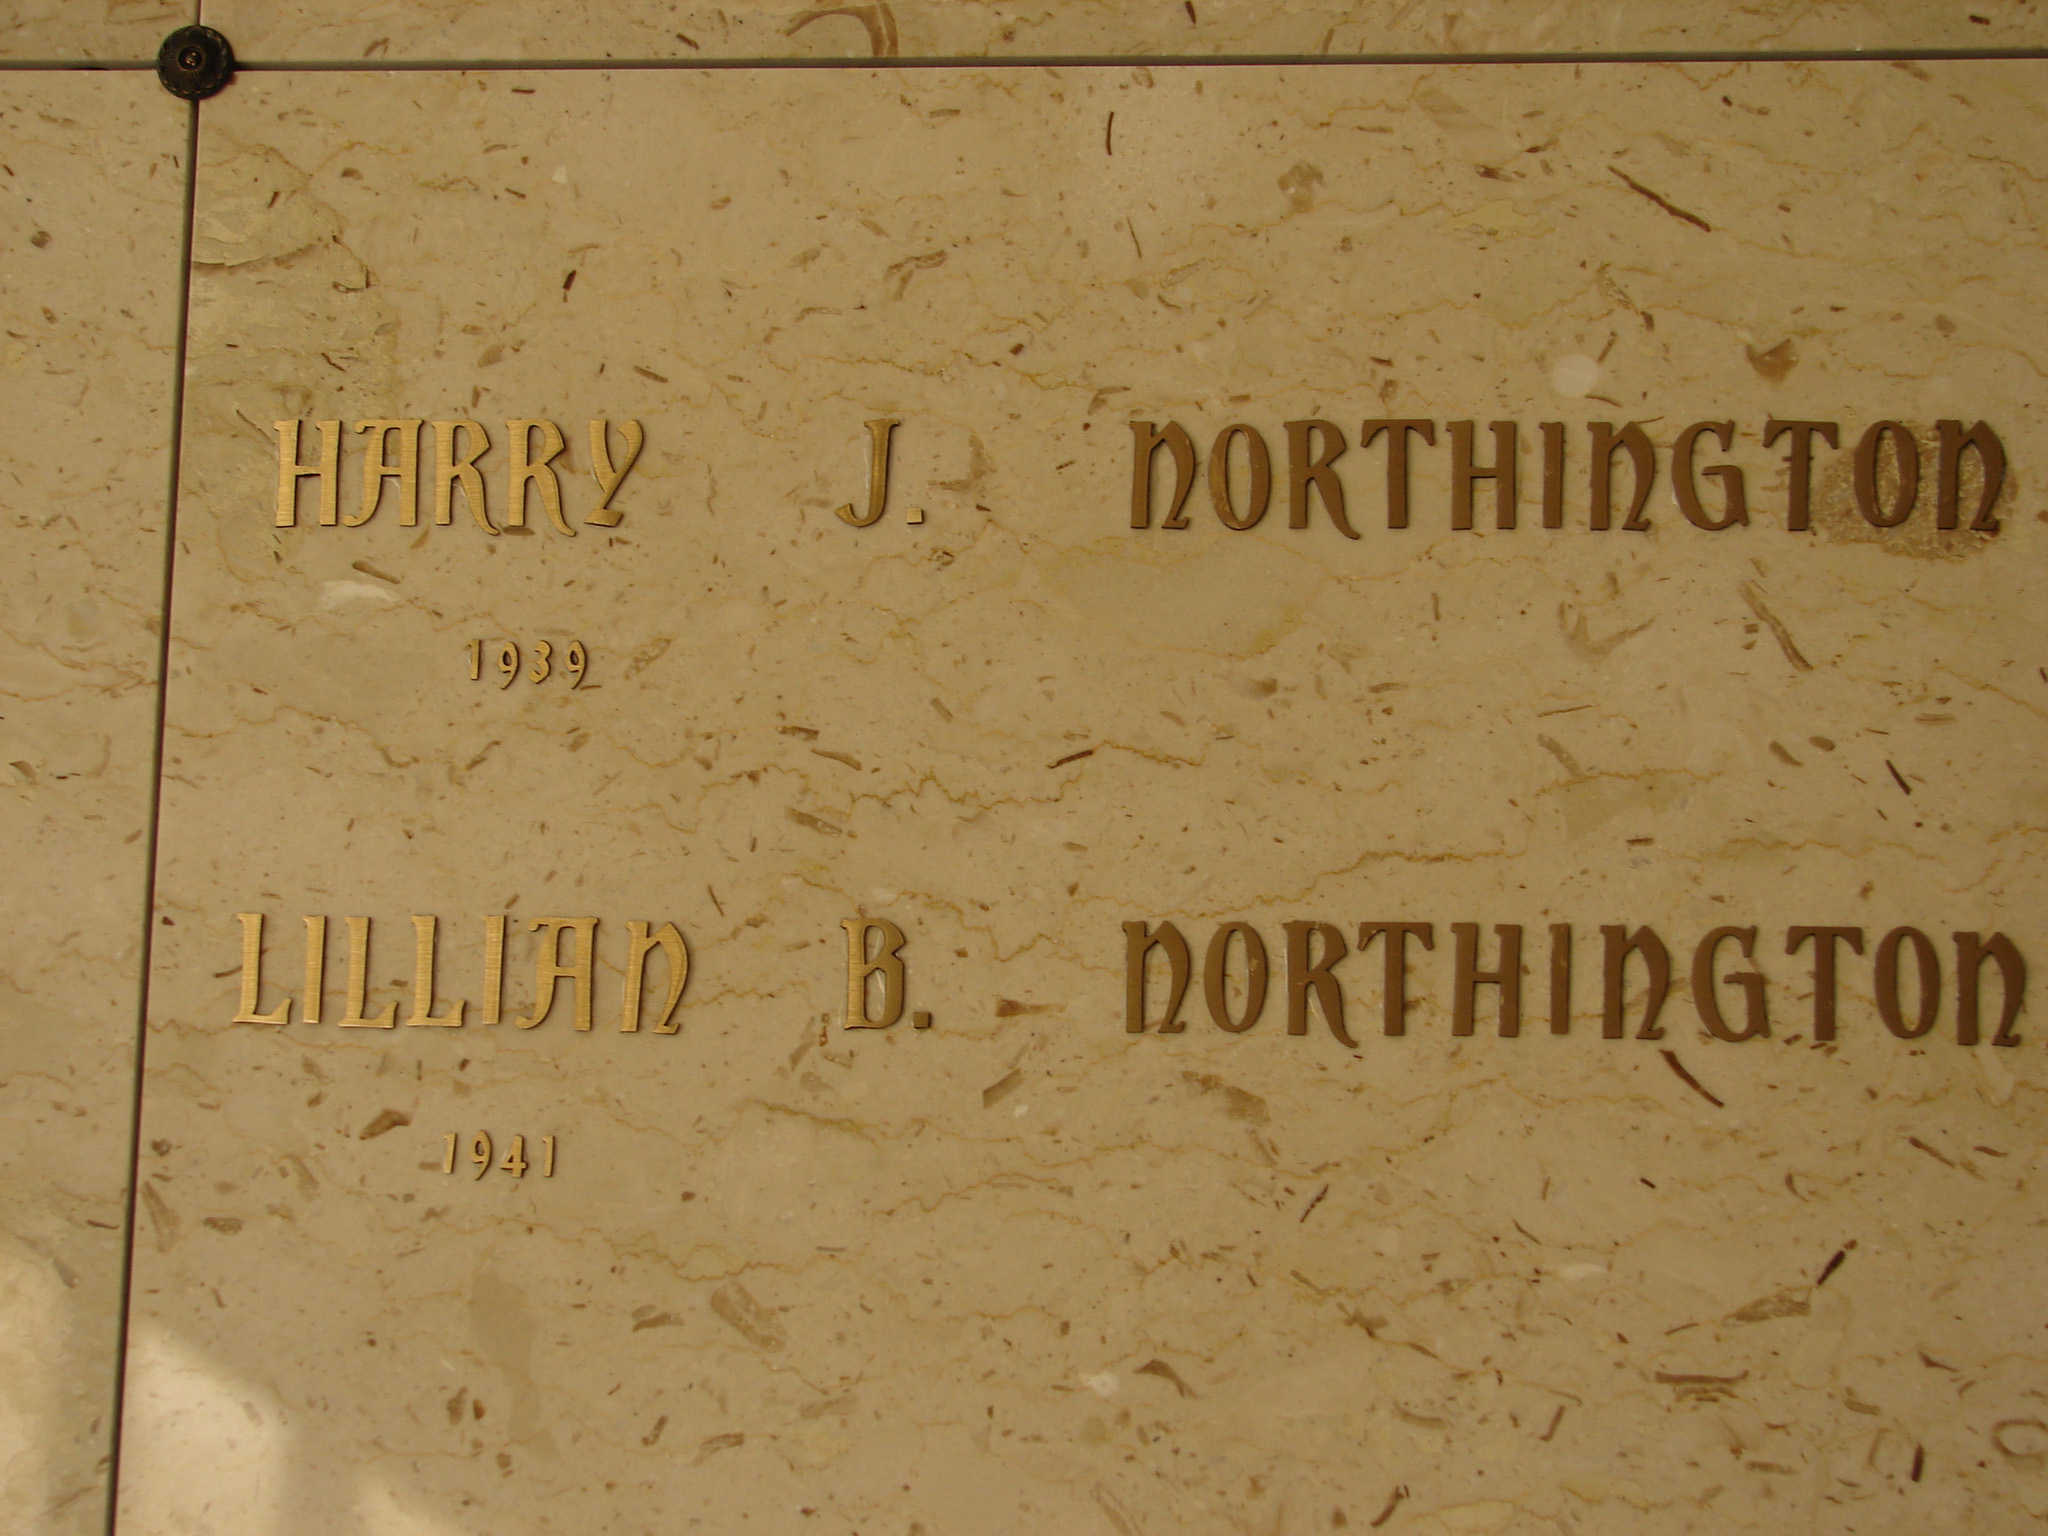 HARRY J. NORTHINGTON
1939
LILLIAN B. NORTHINGTON
1941